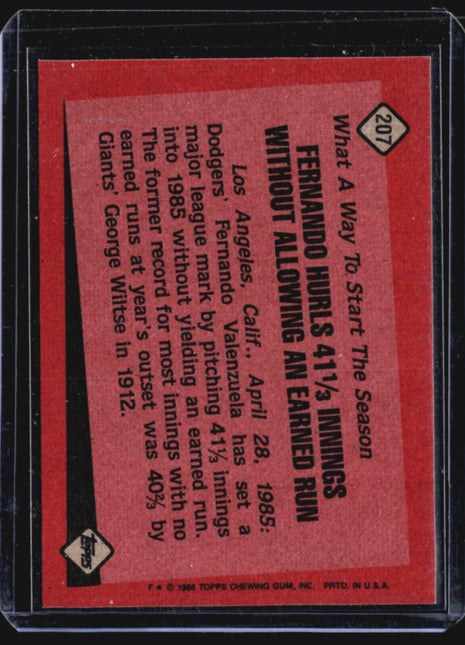 207
What A Way To Start The Season
FERNANDO HURLS 41⅓ INNINGS
WITHOUT ALLOWING AN EARNED RUN
Los Angeles, Calif., April 28, 1985:
Dodgers' Fernando Valenzuela has set a
major league mark by pitching 41⅓ innings
into 1985 without yielding an earned run.
The former record for most innings with no
earned runs at year's outset was 40⅔ by
Giants' George Wiltse in 1912.
topps
F★ © 1986 TOPPS CHEWING GUM, INC. PRTD. IN U.S.A.